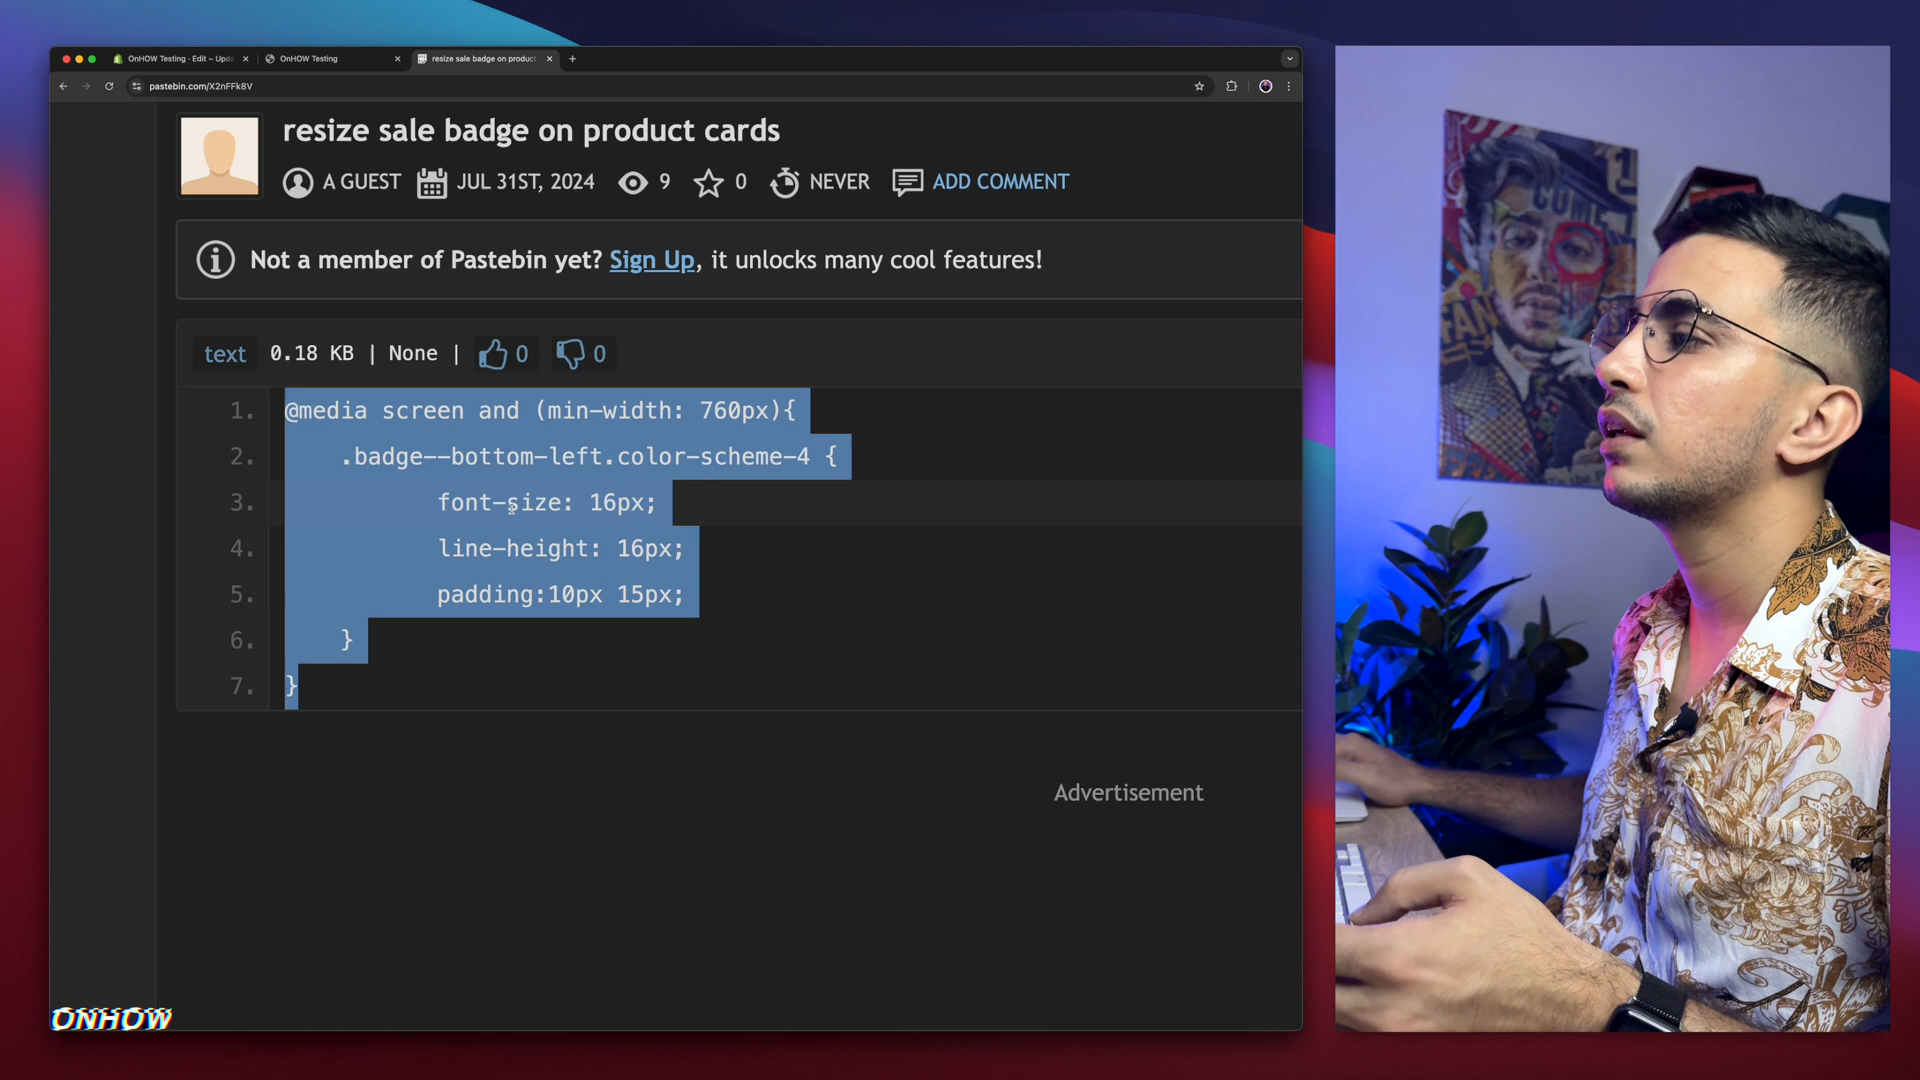 OnHOW Testing · Edit ~ Upda
OnHOW Testing
resize sale badge on product
pastebin.com/X2nFFk8V
resize sale badge on product cards
A GUEST JUL 31ST, 2024 9 0 NEVER ADD COMMENT
Not a member of Pastebin yet? Sign Up, it unlocks many cool features!
text 0.18 KB | None | 0 0
1. @media screen and (min-width: 760px){
2. .badge--bottom-left.color-scheme-4 {
3. font-size: 16px;
4. line-height: 16px;
5. padding:10px 15px;
6. }
7. }
Advertisement
ONHOW